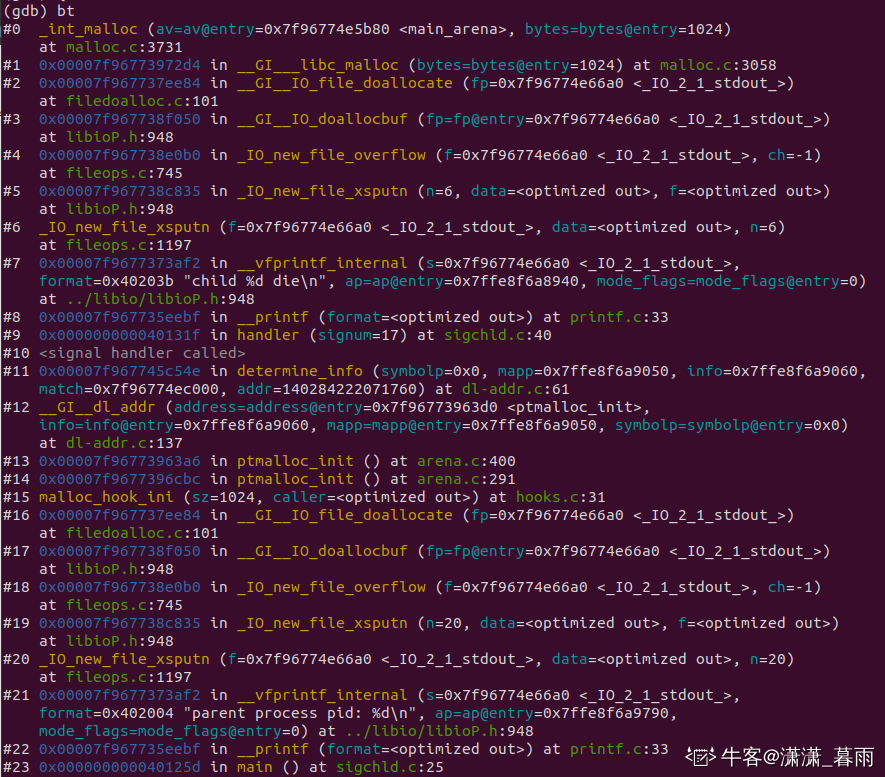 (gdb) bt
#0  _int_malloc (av=av@entry=0x7f96774e5b80 <main_arena>, bytes=bytes@entry=1024)
    at malloc.c:3731
#1  0x00007f96773972d4 in __GI___libc_malloc (bytes=bytes@entry=1024) at malloc.c:3058
#2  0x00007f967737ee84 in __GI__IO_file_doallocate (fp=0x7f96774e66a0 <_IO_2_1_stdout_>)
    at filedoalloc.c:101
#3  0x00007f967738f050 in __GI__IO_doallocbuf (fp=fp@entry=0x7f96774e66a0 <_IO_2_1_stdout_>)
    at libioP.h:948
#4  0x00007f967738e0b0 in _IO_new_file_overflow (f=0x7f96774e66a0 <_IO_2_1_stdout_>, ch=-1)
    at fileops.c:745
#5  0x00007f967738c835 in _IO_new_file_xsputn (n=6, data=<optimized out>, f=<optimized out>)
    at libioP.h:948
#6  _IO_new_file_xsputn (f=0x7f96774e66a0 <_IO_2_1_stdout_>, data=<optimized out>, n=6)
    at fileops.c:1197
#7  0x00007f9677373af2 in __vfprintf_internal (s=0x7f96774e66a0 <_IO_2_1_stdout_>,
    format=0x40203b "child %d die\n", ap=ap@entry=0x7ffe8f6a8940, mode_flags=mode_flags@entry=0)
    at ../libio/libioP.h:948
#8  0x00007f967735eebf in __printf (format=<optimized out>) at printf.c:33
#9  0x000000000040131f in handler (signum=17) at sigchld.c:40
#10 <signal handler called>
#11 0x00007f967745c54e in determine_info (symbolp=0x0, mapp=0x7ffe8f6a9050, info=0x7ffe8f6a9060,
    match=0x7f96774ec000, addr=140284222071760) at dl-addr.c:61
#12 __GI__dl_addr (address=address@entry=0x7f96773963d0 <ptmalloc_init>,
    info=info@entry=0x7ffe8f6a9060, mapp=mapp@entry=0x7ffe8f6a9050, symbolp=symbolp@entry=0x0)
    at dl-addr.c:137
#13 0x00007f96773963a6 in ptmalloc_init () at arena.c:400
#14 0x00007f9677396cbc in ptmalloc_init () at arena.c:291
#15 malloc_hook_ini (sz=1024, caller=<optimized out>) at hooks.c:31
#16 0x00007f967737ee84 in __GI__IO_file_doallocate (fp=0x7f96774e66a0 <_IO_2_1_stdout_>)
    at filedoalloc.c:101
#17 0x00007f967738f050 in __GI__IO_doallocbuf (fp=fp@entry=0x7f96774e66a0 <_IO_2_1_stdout_>)
    at libioP.h:948
#18 0x00007f967738e0b0 in _IO_new_file_overflow (f=0x7f96774e66a0 <_IO_2_1_stdout_>, ch=-1)
    at fileops.c:745
#19 0x00007f967738c835 in _IO_new_file_xsputn (n=20, data=<optimized out>, f=<optimized out>)
    at libioP.h:948
#20 _IO_new_file_xsputn (f=0x7f96774e66a0 <_IO_2_1_stdout_>, data=<optimized out>, n=20)
    at fileops.c:1197
#21 0x00007f9677373af2 in __vfprintf_internal (s=0x7f96774e66a0 <_IO_2_1_stdout_>,
    format=0x402004 "parent process pid: %d\n", ap=ap@entry=0x7ffe8f6a9790,
    mode_flags=mode_flags@entry=0) at ../libio/libioP.h:948
#22 0x00007f967735eebf in __printf (format=<optimized out>) at printf.c:33
#23 0x000000000040125d in main () at sigchld.c:25
牛客@潇潇_暮雨